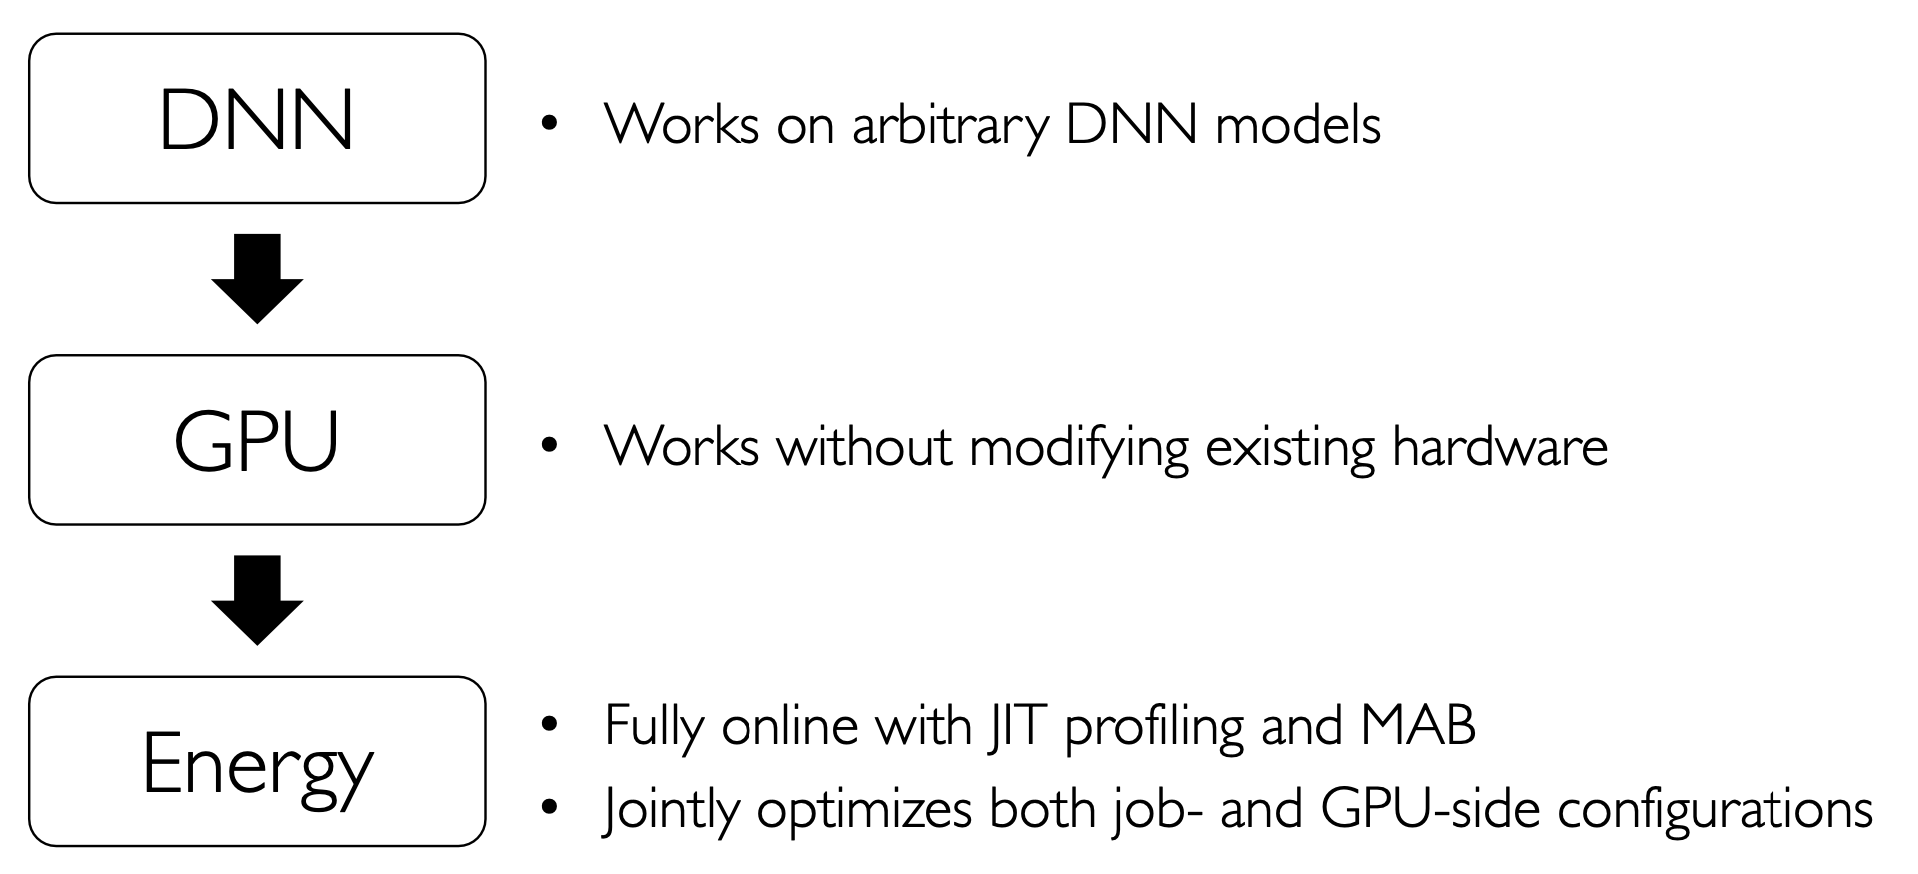 DNN
• Works on arbitrary DNN models
GPU
• Works without modifying existing hardware
Energy
• Fully online with JIT profiling and MAB
• Jointly optimizes both job- and GPU-side configurations